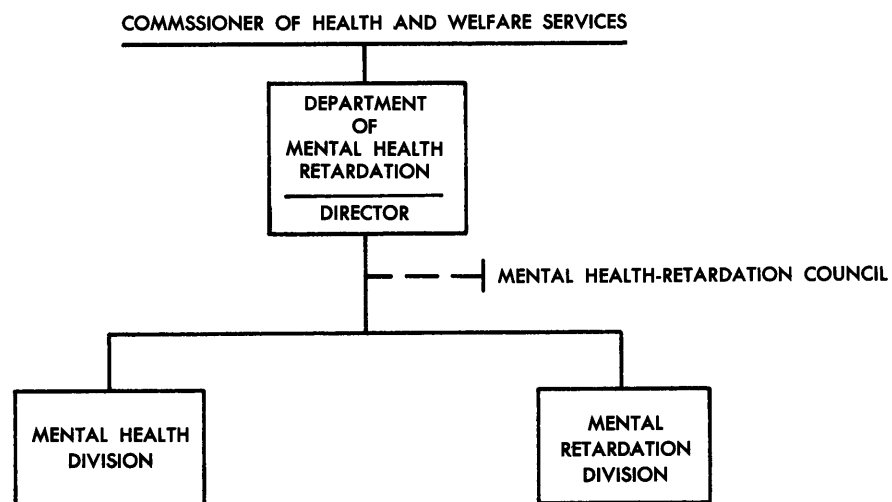 COMMSSIONER OF HEALTH AND WELFARE SERVICES
DEPARTMENT
OF
MENTAL HEALTH
RETARDATION
DIRECTOR
MENTAL HEALTH-RETARDATION COUNCIL
MENTAL HEALTH
DIVISION
MENTAL
RETARDATION
DIVISION